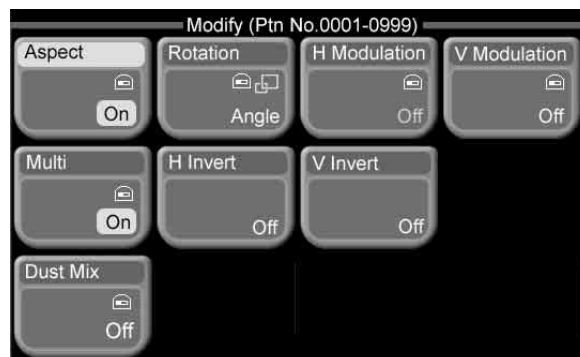 Modify (Ptn No.0001-0999)
Aspect
On
Rotation
Angle
H Modulation
Off
V Modulation
Off
Multi
On
H Invert
Off
V Invert
Off
Dust Mix
Off